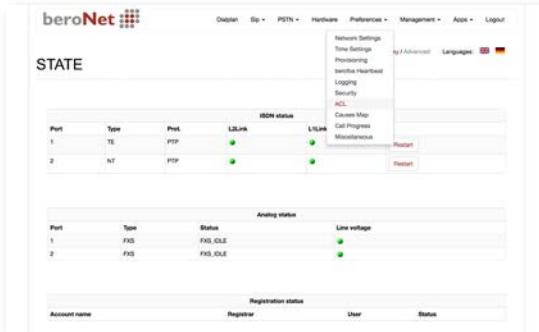 beroNet
Dialplan Sip PSTN Hardware Preferences Management Apps Logout
Network Settings
Time Settings
Provisioning
berofos Heartbeat
Logging
Security
ACL
Causes Map
Call Progress
Miscellaneous
/ Advanced Languages:
STATE
ISDN status
Port Type Prot. L2Link L1Link
1 TE PTP Restart
2 NT PTP Restart
Analog status
Port Type Status Line voltage
1 FXS FXS_IDLE
2 FXS FXS_IDLE
Registration status
Account name Registrar User Status